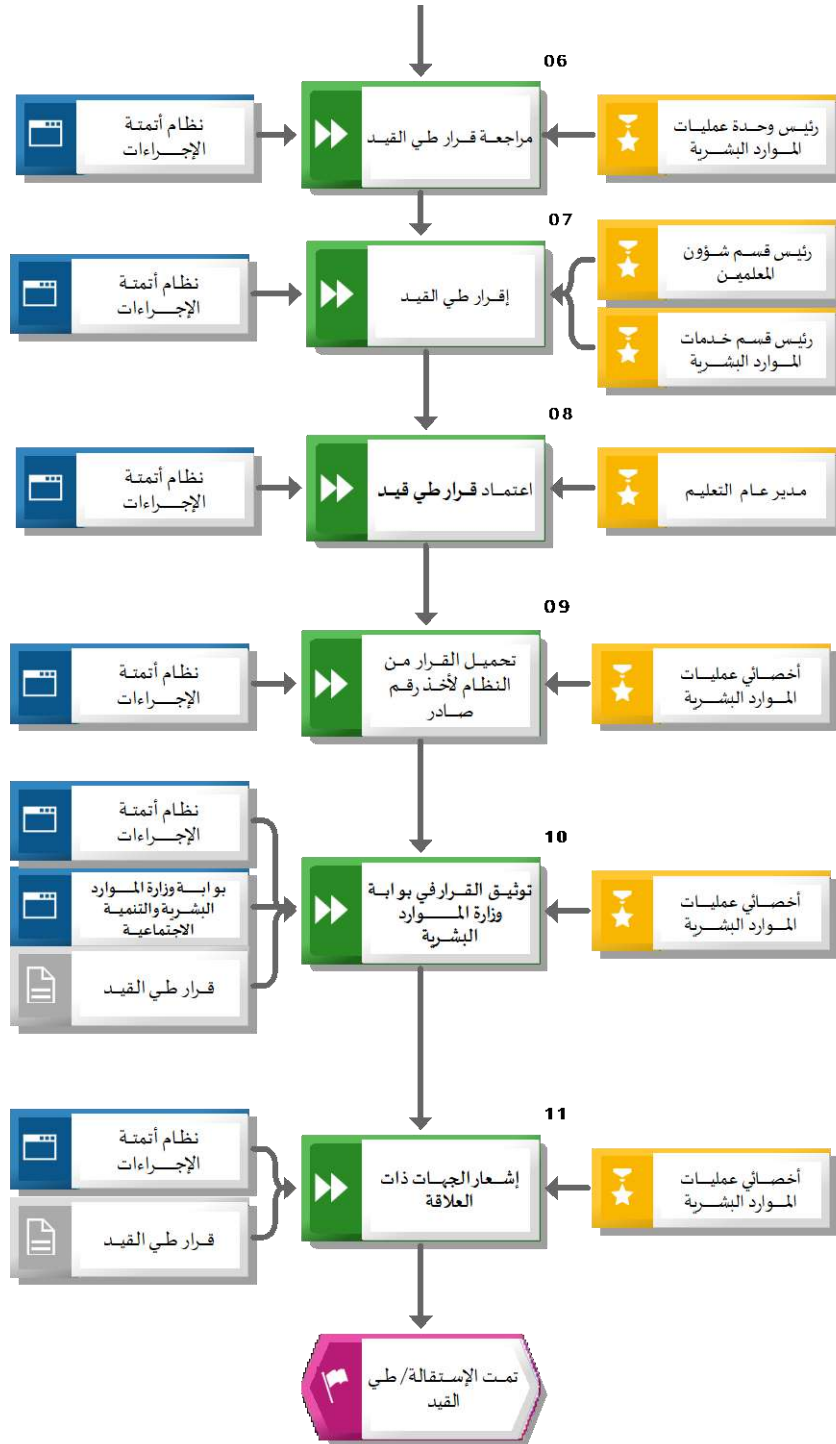 06
رئيس وحدة عمليات
الموارد البشرية
مراجعة قرار طي القيد
نظام أتمتة
الإجراءات
07
رئيس قسم شؤون
المعلمين
رئيس قسم خدمات
الموارد البشرية
إقرار طي القيد
نظام أتمتة
الإجراءات
08
مدير عام التعليم
اعتماد قرار طي قيد
نظام أتمتة
الإجراءات
09
أخصائي عمليات
الموارد البشرية
تحميل القرار من
النظام لأخذ رقم
صادر
نظام أتمتة
الإجراءات
10
أخصائي عمليات
الموارد البشرية
توثيق القرار في بوابة
وزارة الموارد
البشرية
نظام أتمتة
الإجراءات
بوابة وزارة الموارد
البشرية والتنمية
الاجتماعية
قرار طي القيد
11
أخصائي عمليات
الموارد البشرية
إشعار الجهات ذات
العلاقة
نظام أتمتة
الإجراءات
قرار طي القيد
تمت الإستقالة/ طي
القيد